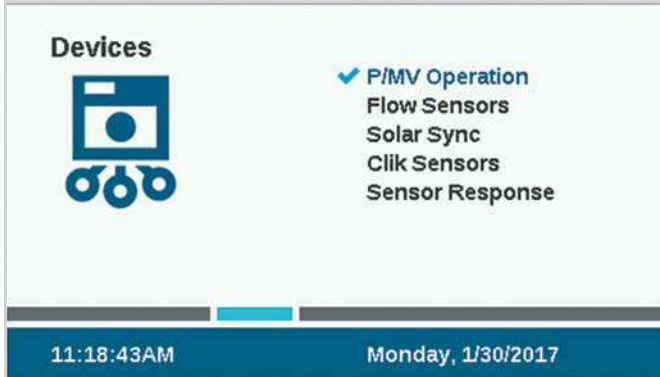 Devices
P/MV Operation
Flow Sensors
Solar Sync
Clik Sensors
Sensor Response
11:18:43AM
Monday, 1/30/2017